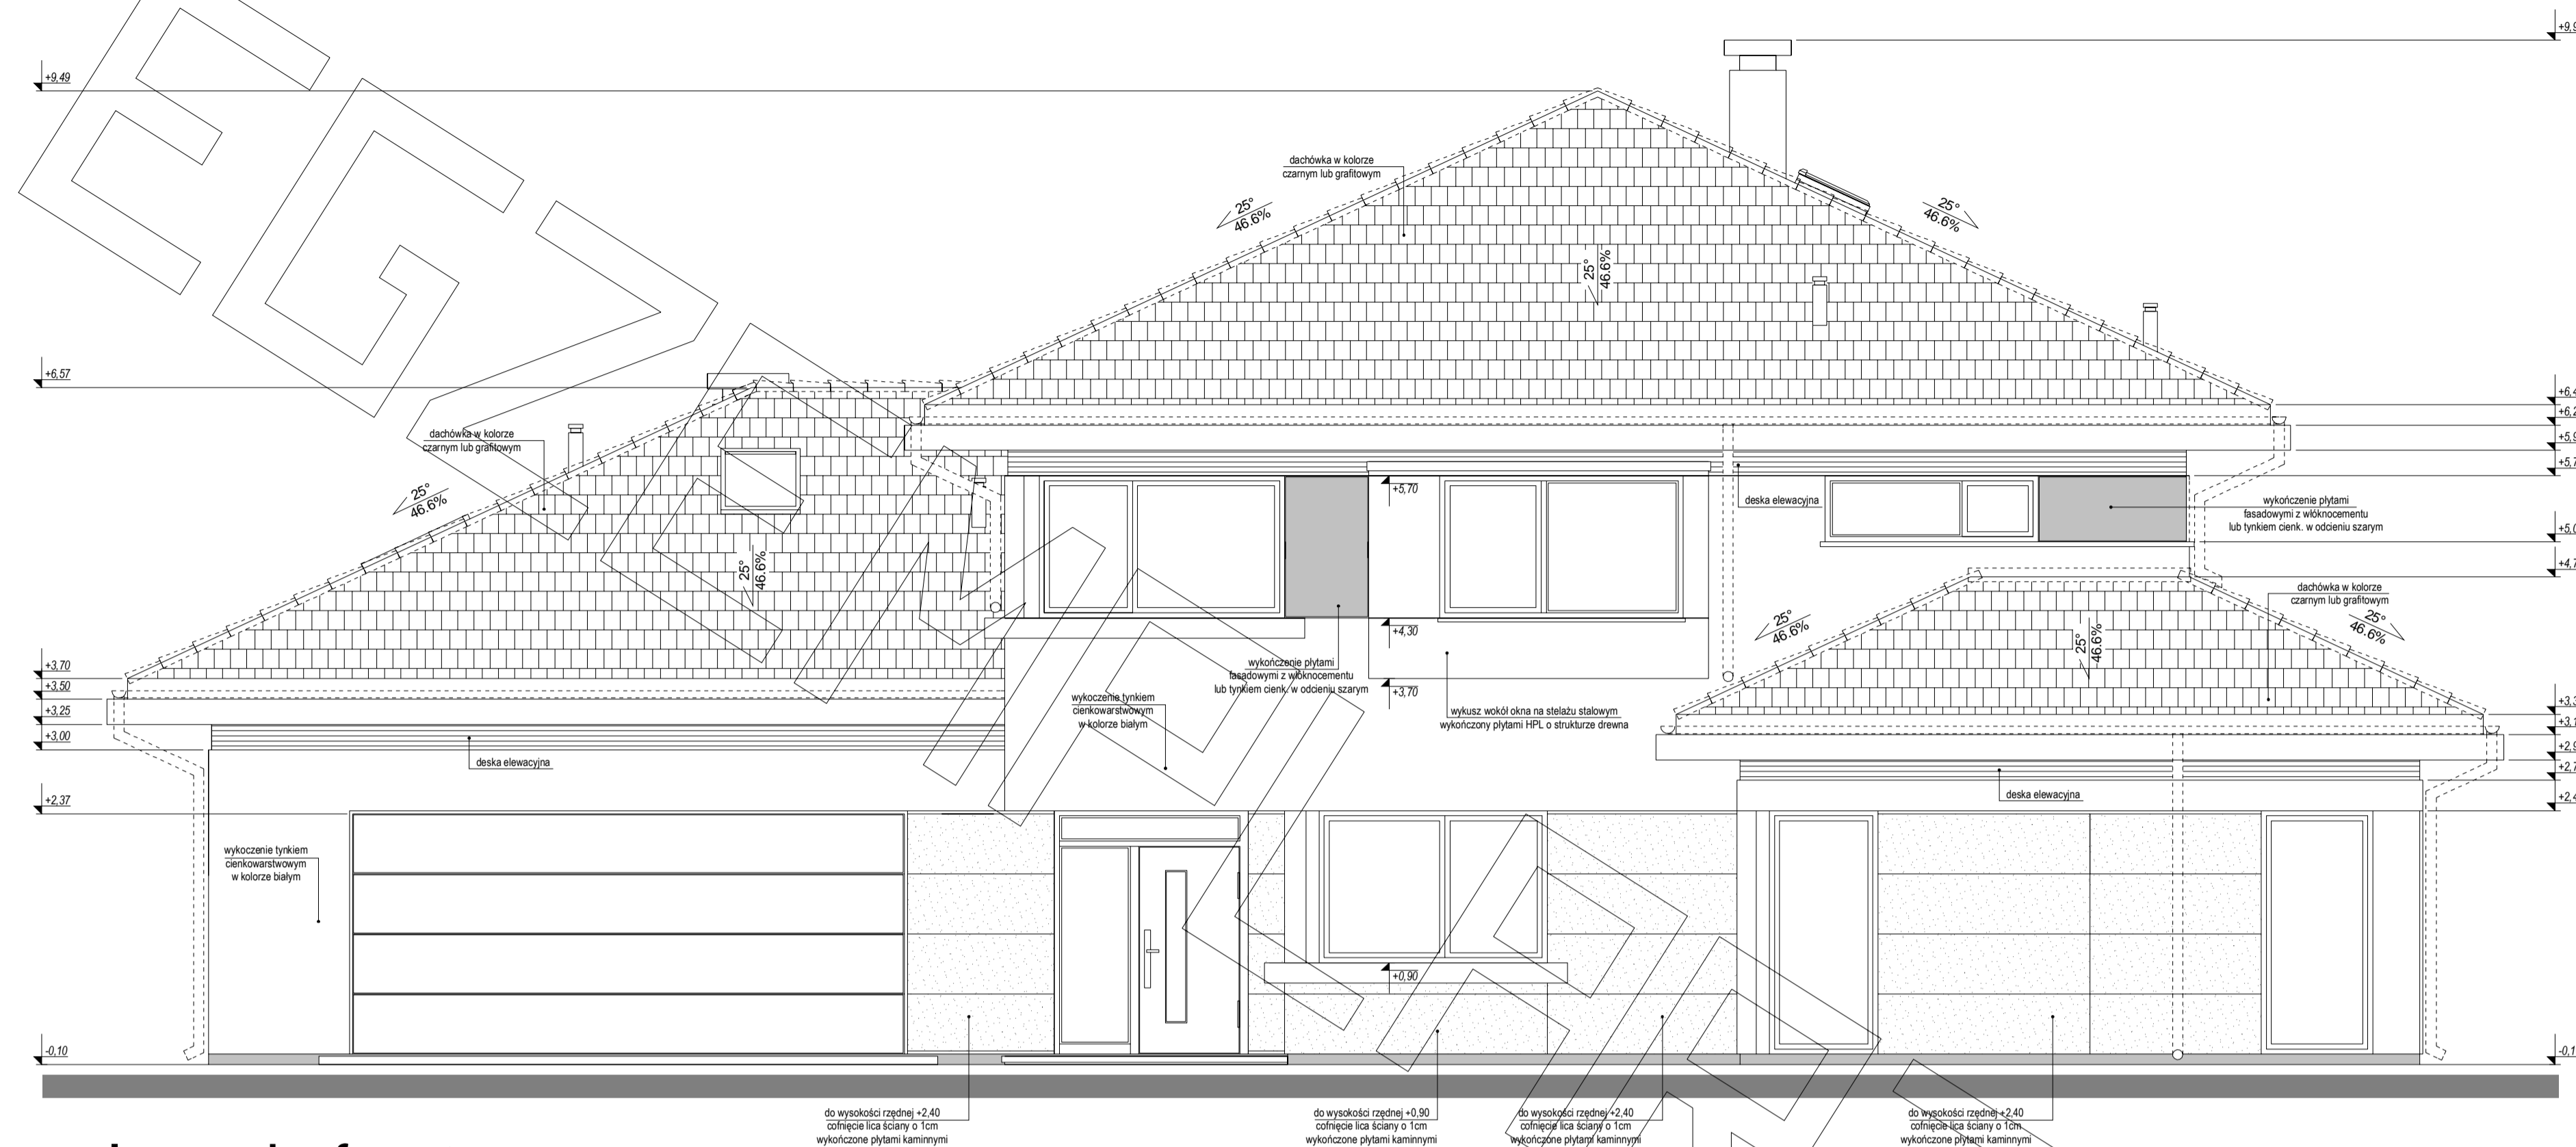 +9,49
dachówka w kolorze
czarnym lub grafitowym
25°
46.6%
25°
46.6%
25°
46.6%
+6,57
dachówka w kolorze
czarnym lub grafitowym
25°
46.6%
25°
46.6%
+5,70
deska elewacyjna
wykończenie płytami
fasadowymi z włóknocementu
lub tynkiem cienk. w odcieniu szarym
dachówka w kolorze
czarnym lub grafitowym
25°
46.6%
25°
46.6%
25°
46.6%
+4,30
wykończenie płytami
fasadowymi z włóknocementu
lub tynkiem cienk. w odcieniu szarym
+3,70
+3,70
+3,50
+3,25
+3,00
wykoczenie tynkiem
cienkowarstwowym
w kolorze białym
wykusz wokół okna na stelażu stalowym
wykończony płytami HPL o strukturze drewna
deska elewacyjna
deska elewacyjna
+2,37
wykoczenie tynkiem
cienkowarstwowym
w kolorze białym
+0,90
-0,10
do wysokości rzędnej +2,40
cofnięcie lica ściany o 1cm
wykończone płytami kaminnymi
do wysokości rzędnej +0,90
cofnięcie lica ściany o 1cm
wykończone płytami kaminnymi
do wysokości rzędnej +2,40
cofnięcie lica ściany o 1cm
wykończone płytami kaminnymi
do wysokości rzędnej +2,40
cofnięcie lica ściany o 1cm
wykończone płytami kaminnymi